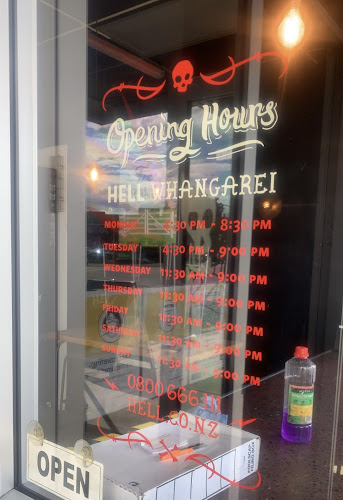 Opening Hours
HELL WHANGAREI
MONDAY 4:30 PM - 8:30 PM
TUESDAY 4:30 PM - 9:00 PM
WEDNESDAY 11:30 AM - 9:00 PM
THURSDAY 11:30 AM - 9:00 PM
FRIDAY 11:30 AM - 9:00 PM
SATURDAY 11:30 AM - 9:00 PM
SUNDAY 11:30 AM - 9:00 PM
0800 666 111
HELL.CO.NZ
OPEN